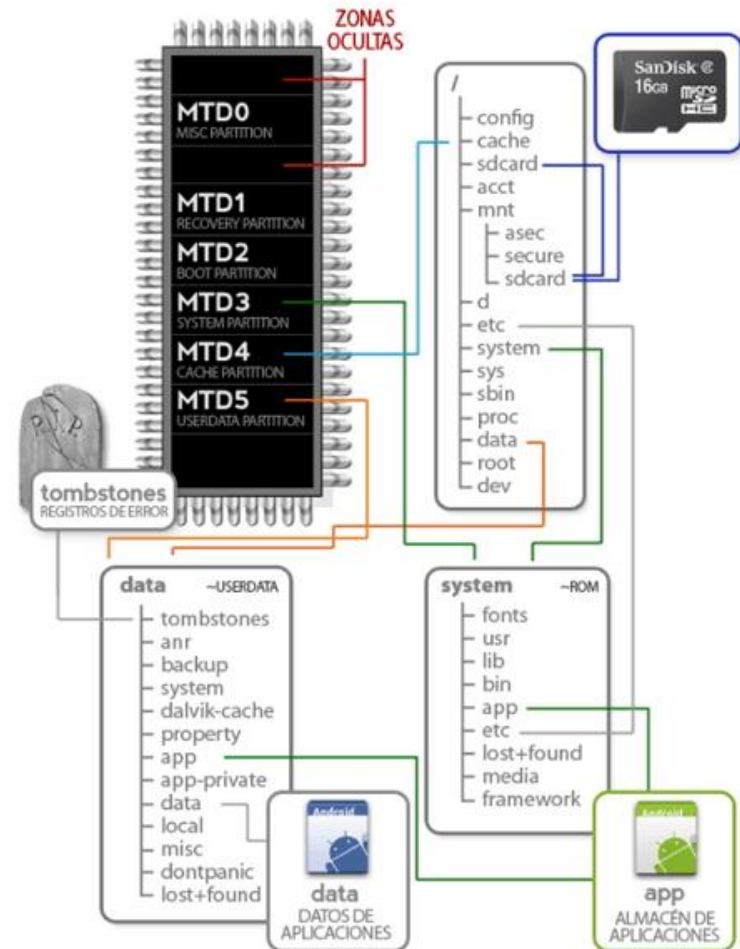 ZONAS
OCULTAS
MTD0
MISC PARTITION
MTD1
RECOVERY PARTITION
MTD2
BOOT PARTITION
MTD3
SYSTEM PARTITION
MTD4
CACHE PARTITION
MTD5
USERDATA PARTITION
/
config
cache
sdcard
acct
mnt
asec
secure
sdcard
d
etc
system
sys
sbin
proc
data
root
dev
SanDisk
16GB
micro
SD
HC
R.I.P.
tombstones
REGISTROS DE ERROR
data ~USERDATA
tombstones
anr
backup
system
dalvik-cache
property
app
app-private
data
local
misc
dontpanic
lost+found
system ~ROM
fonts
usr
lib
bin
app
etc
lost+found
media
framework
Android
data
DATOS DE
APLICACIONES
Android
app
ALMACÉN DE
APLICACIONES